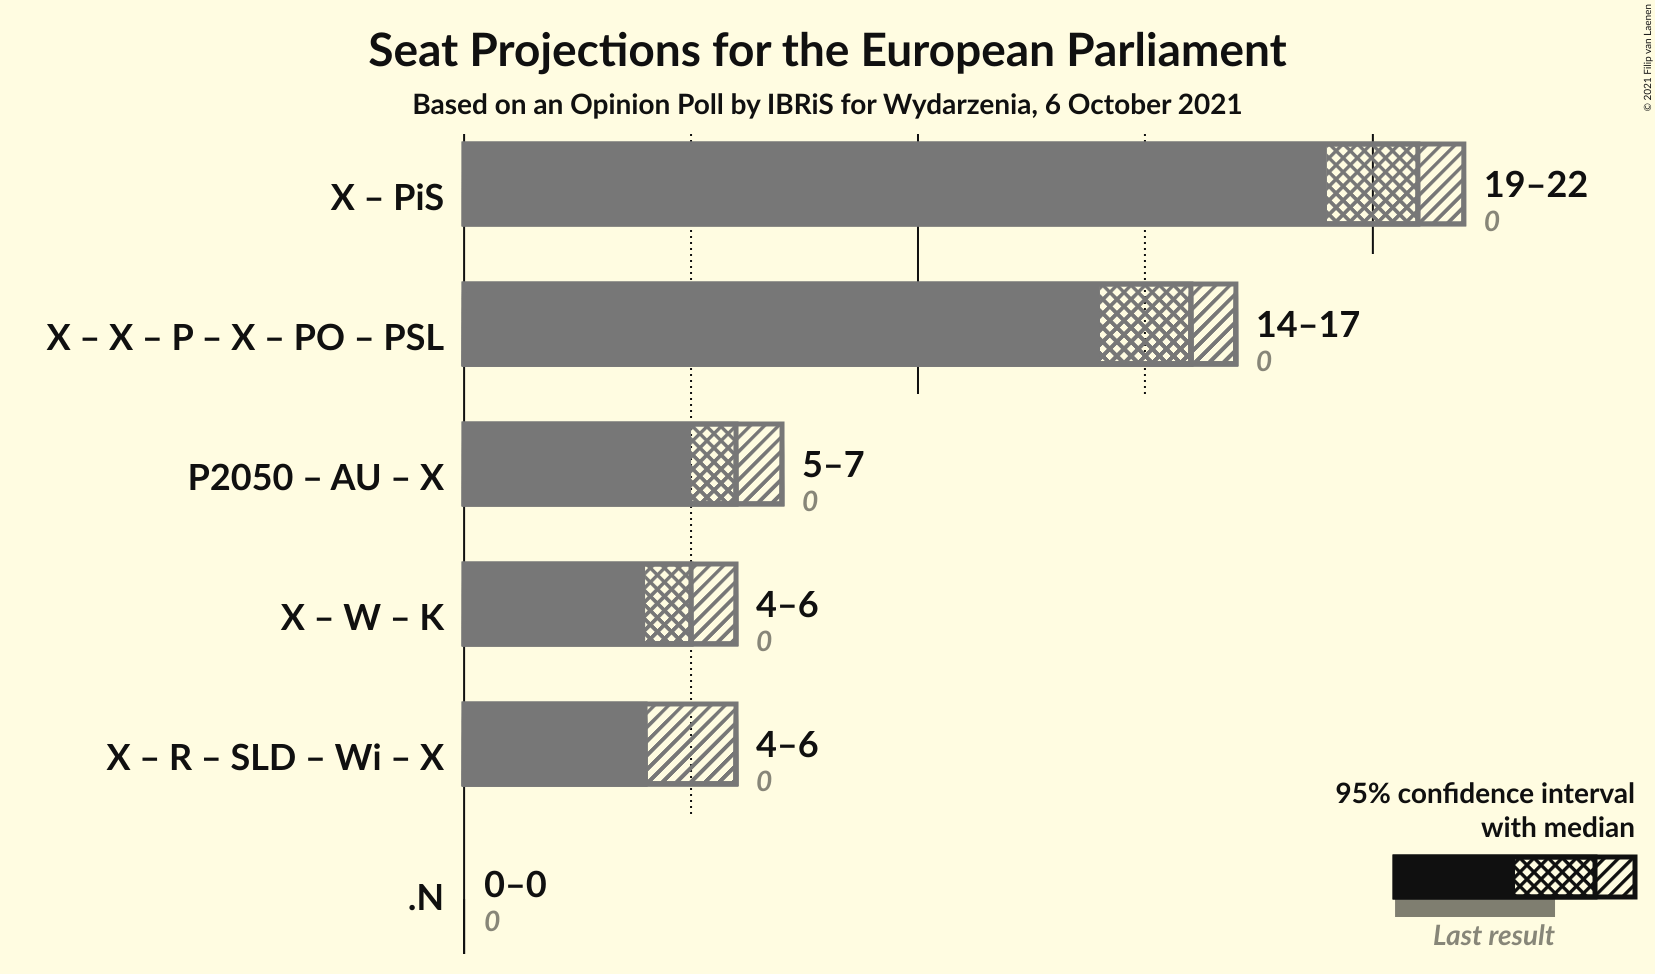 Seat Projections for the European Parliament
Based on an Opinion Poll by IBRiS for Wydarzenia, 6 October 2021
© 2021 Filip van Laenen
X – PiS
19–22
0
X – X – P – X – PO – PSL
14–17
0
P2050 – AU – X
5–7
0
X – W – K
4–6
0
X – R – SLD – Wi – X
4–6
0
.N
0–0
0
95% confidence interval
with median
Last result